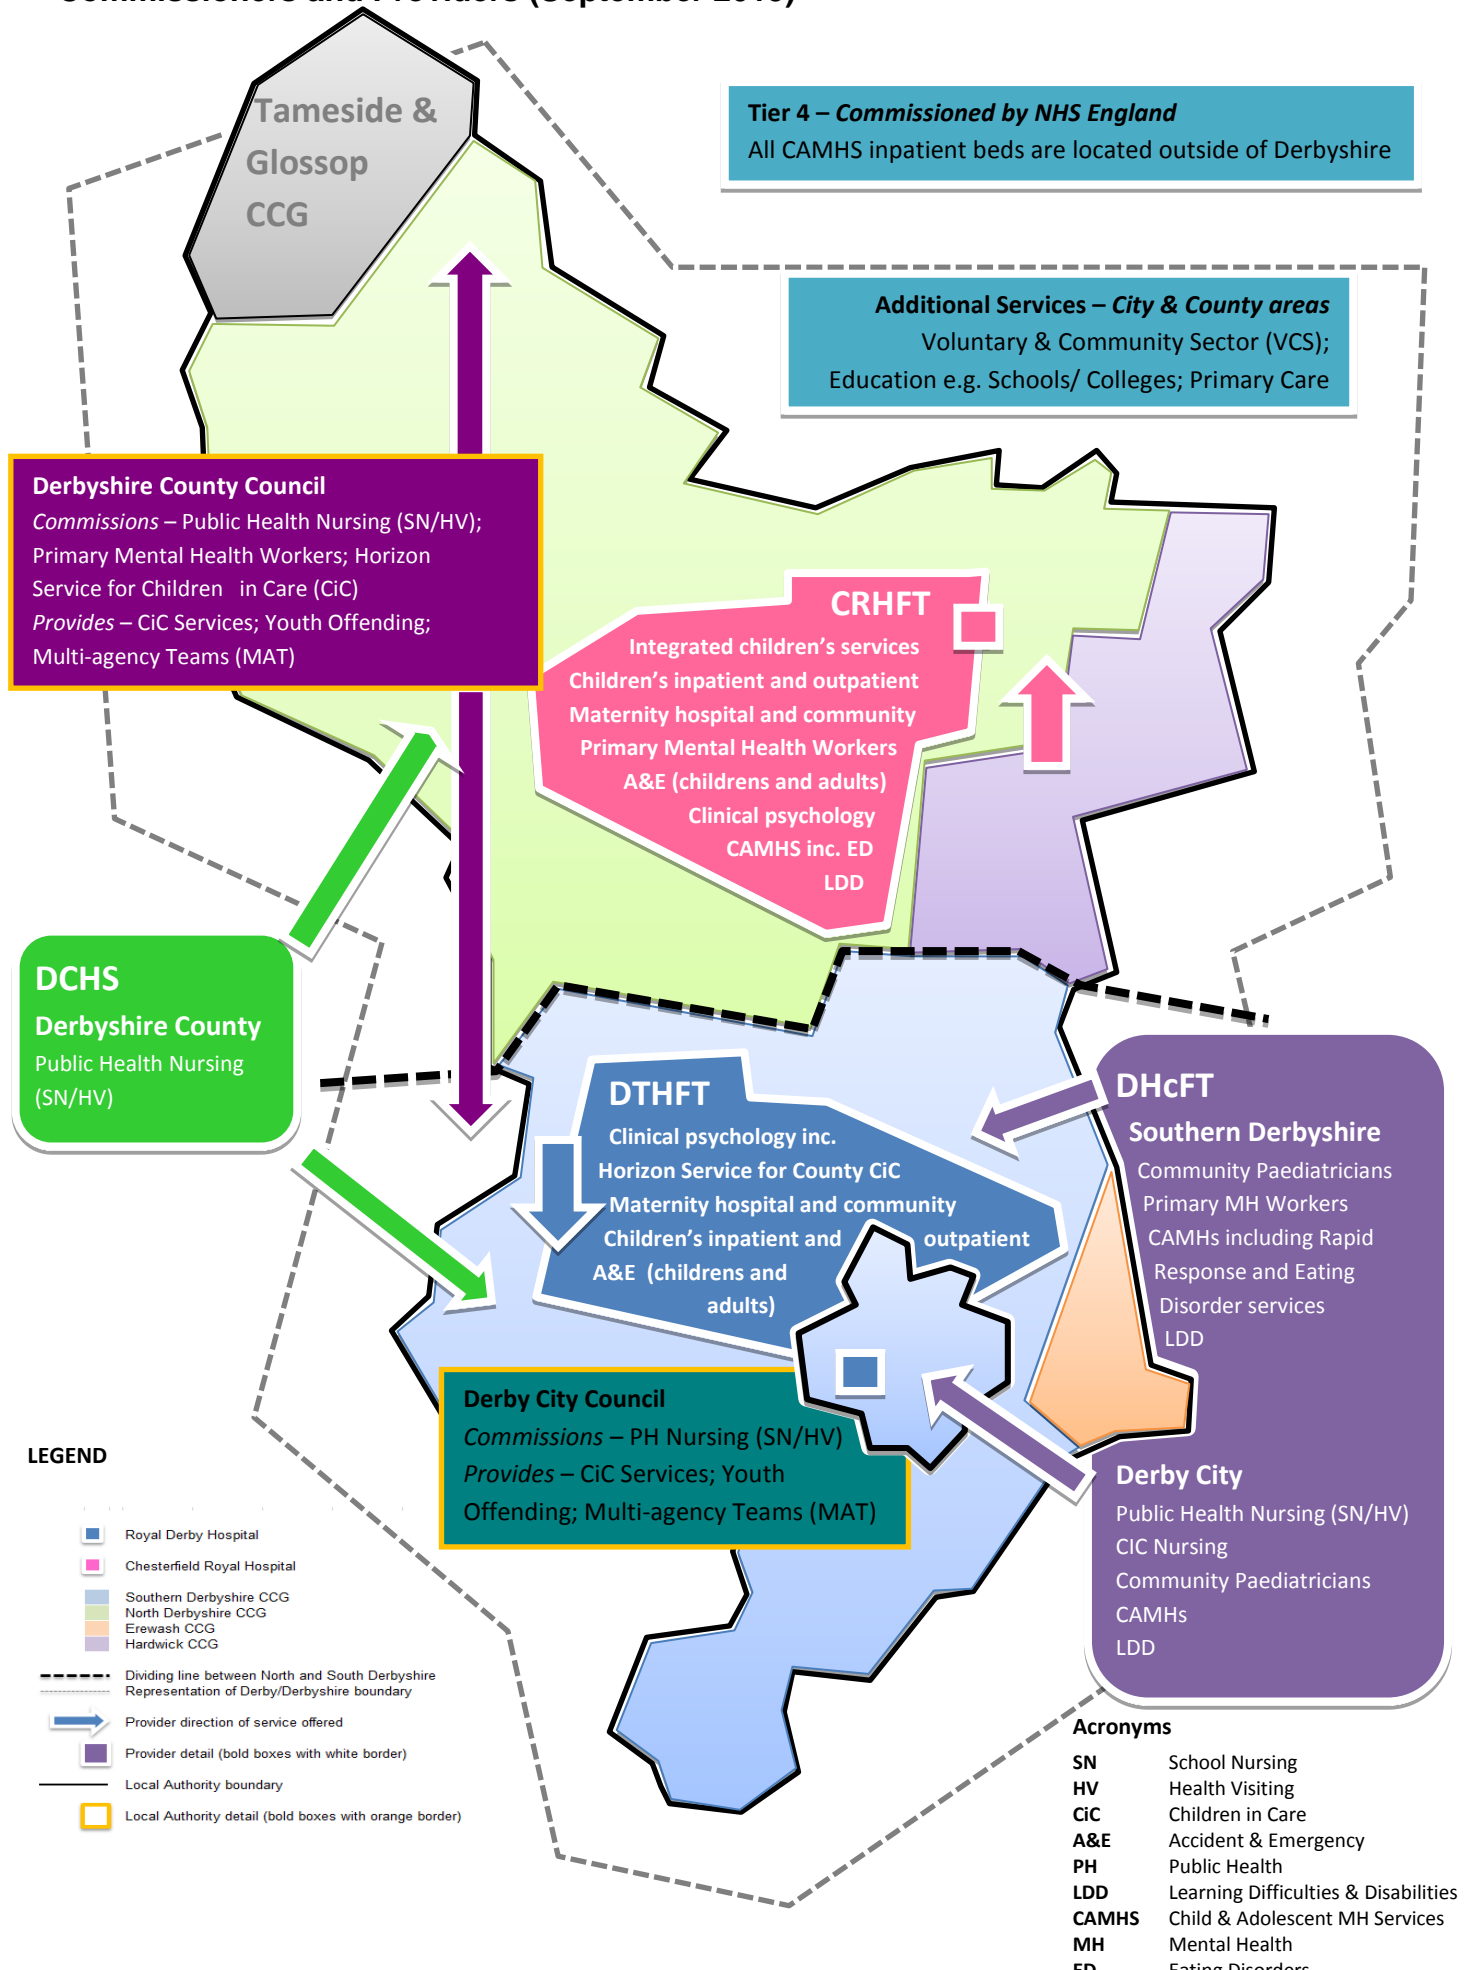 Tameside &
Glossop
CCG
Tier 4 – Commissioned by NHS England
All CAMHS inpatient beds are located outside of Derbyshire
Additional Services – City & County areas
Voluntary & Community Sector (VCS);
Education e.g. Schools/ Colleges; Primary Care
Derbyshire County Council
Commissions – Public Health Nursing (SN/HV);
Primary Mental Health Workers; Horizon
Service for Children in Care (CiC)
Provides – CiC Services; Youth Offending;
Multi-agency Teams (MAT)
CRHFT
Integrated children's services
Children's inpatient and outpatient
Maternity hospital and community
Primary Mental Health Workers
A&E (childrens and adults)
Clinical psychology
CAMHS inc. ED
LDD
DCHS
Derbyshire County
Public Health Nursing
(SN/HV)
DTHFT
Clinical psychology inc.
Horizon Service for County CiC
Maternity hospital and community
Children's inpatient and outpatient
A&E (childrens and
adults)
DHcFT
Southern Derbyshire
Community Paediatricians
Primary MH Workers
CAMHs including Rapid
Response and Eating
Disorder services
LDD
Derby City
Public Health Nursing (SN/HV)
CIC Nursing
Community Paediatricians
CAMHs
LDD
Derby City Council
Commissions – PH Nursing (SN/HV)
Provides – CiC Services; Youth
Offending; Multi-agency Teams (MAT)
LEGEND
Royal Derby Hospital
Chesterfield Royal Hospital
Southern Derbyshire CCG
North Derbyshire CCG
Erewash CCG
Hardwick CCG
Dividing line between North and South Derbyshire
Representation of Derby/Derbyshire boundary
Provider direction of service offered
Provider detail (bold boxes with white border)
Local Authority boundary
Local Authority detail (bold boxes with orange border)
Acronyms
SN School Nursing
HV Health Visiting
CiC Children in Care
A&E Accident & Emergency
PH Public Health
LDD Learning Difficulties & Disabilities
CAMHS Child & Adolescent MH Services
MH Mental Health
ED Eating Disorders